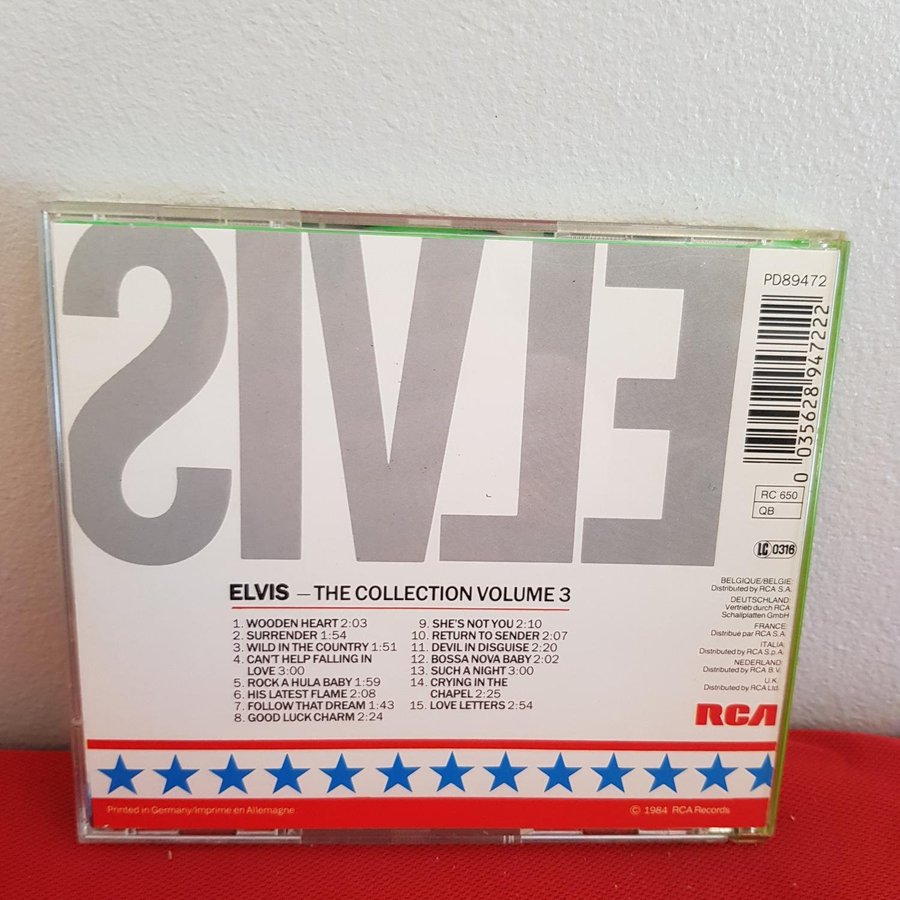 ELVIS
PD89472
0 035628 947222
RC 650
QB
LC 0316
BELGIQUE/BELGIE:
Distributed by RCA S.A.
DEUTSCHLAND:
Vertrieb durch RCA
Schallplatten GmbH
FRANCE:
Distribué par RCA S.A.
ITALIA:
Distributed by RCA S.p.A.
NEDERLAND:
Distributed by RCA B.V.
U.K.
Distributed by RCA Ltd.
RCA
ELVIS – THE COLLECTION VOLUME 3
1. WOODEN HEART 2:03
2. SURRENDER 1:54
3. WILD IN THE COUNTRY 1:51
4. CAN'T HELP FALLING IN
LOVE 3:00
5. ROCK A HULA BABY 1:59
6. HIS LATEST FLAME 2:08
7. FOLLOW THAT DREAM 1:43
8. GOOD LUCK CHARM 2:24
9. SHE'S NOT YOU 2:10
10. RETURN TO SENDER 2:07
11. DEVIL IN DISGUISE 2:20
12. BOSSA NOVA BABY 2:02
13. SUCH A NIGHT 3:00
14. CRYING IN THE
CHAPEL 2:25
15. LOVE LETTERS 2:54
Printed in Germany/Imprime en Allemagne
© 1984 RCA Records